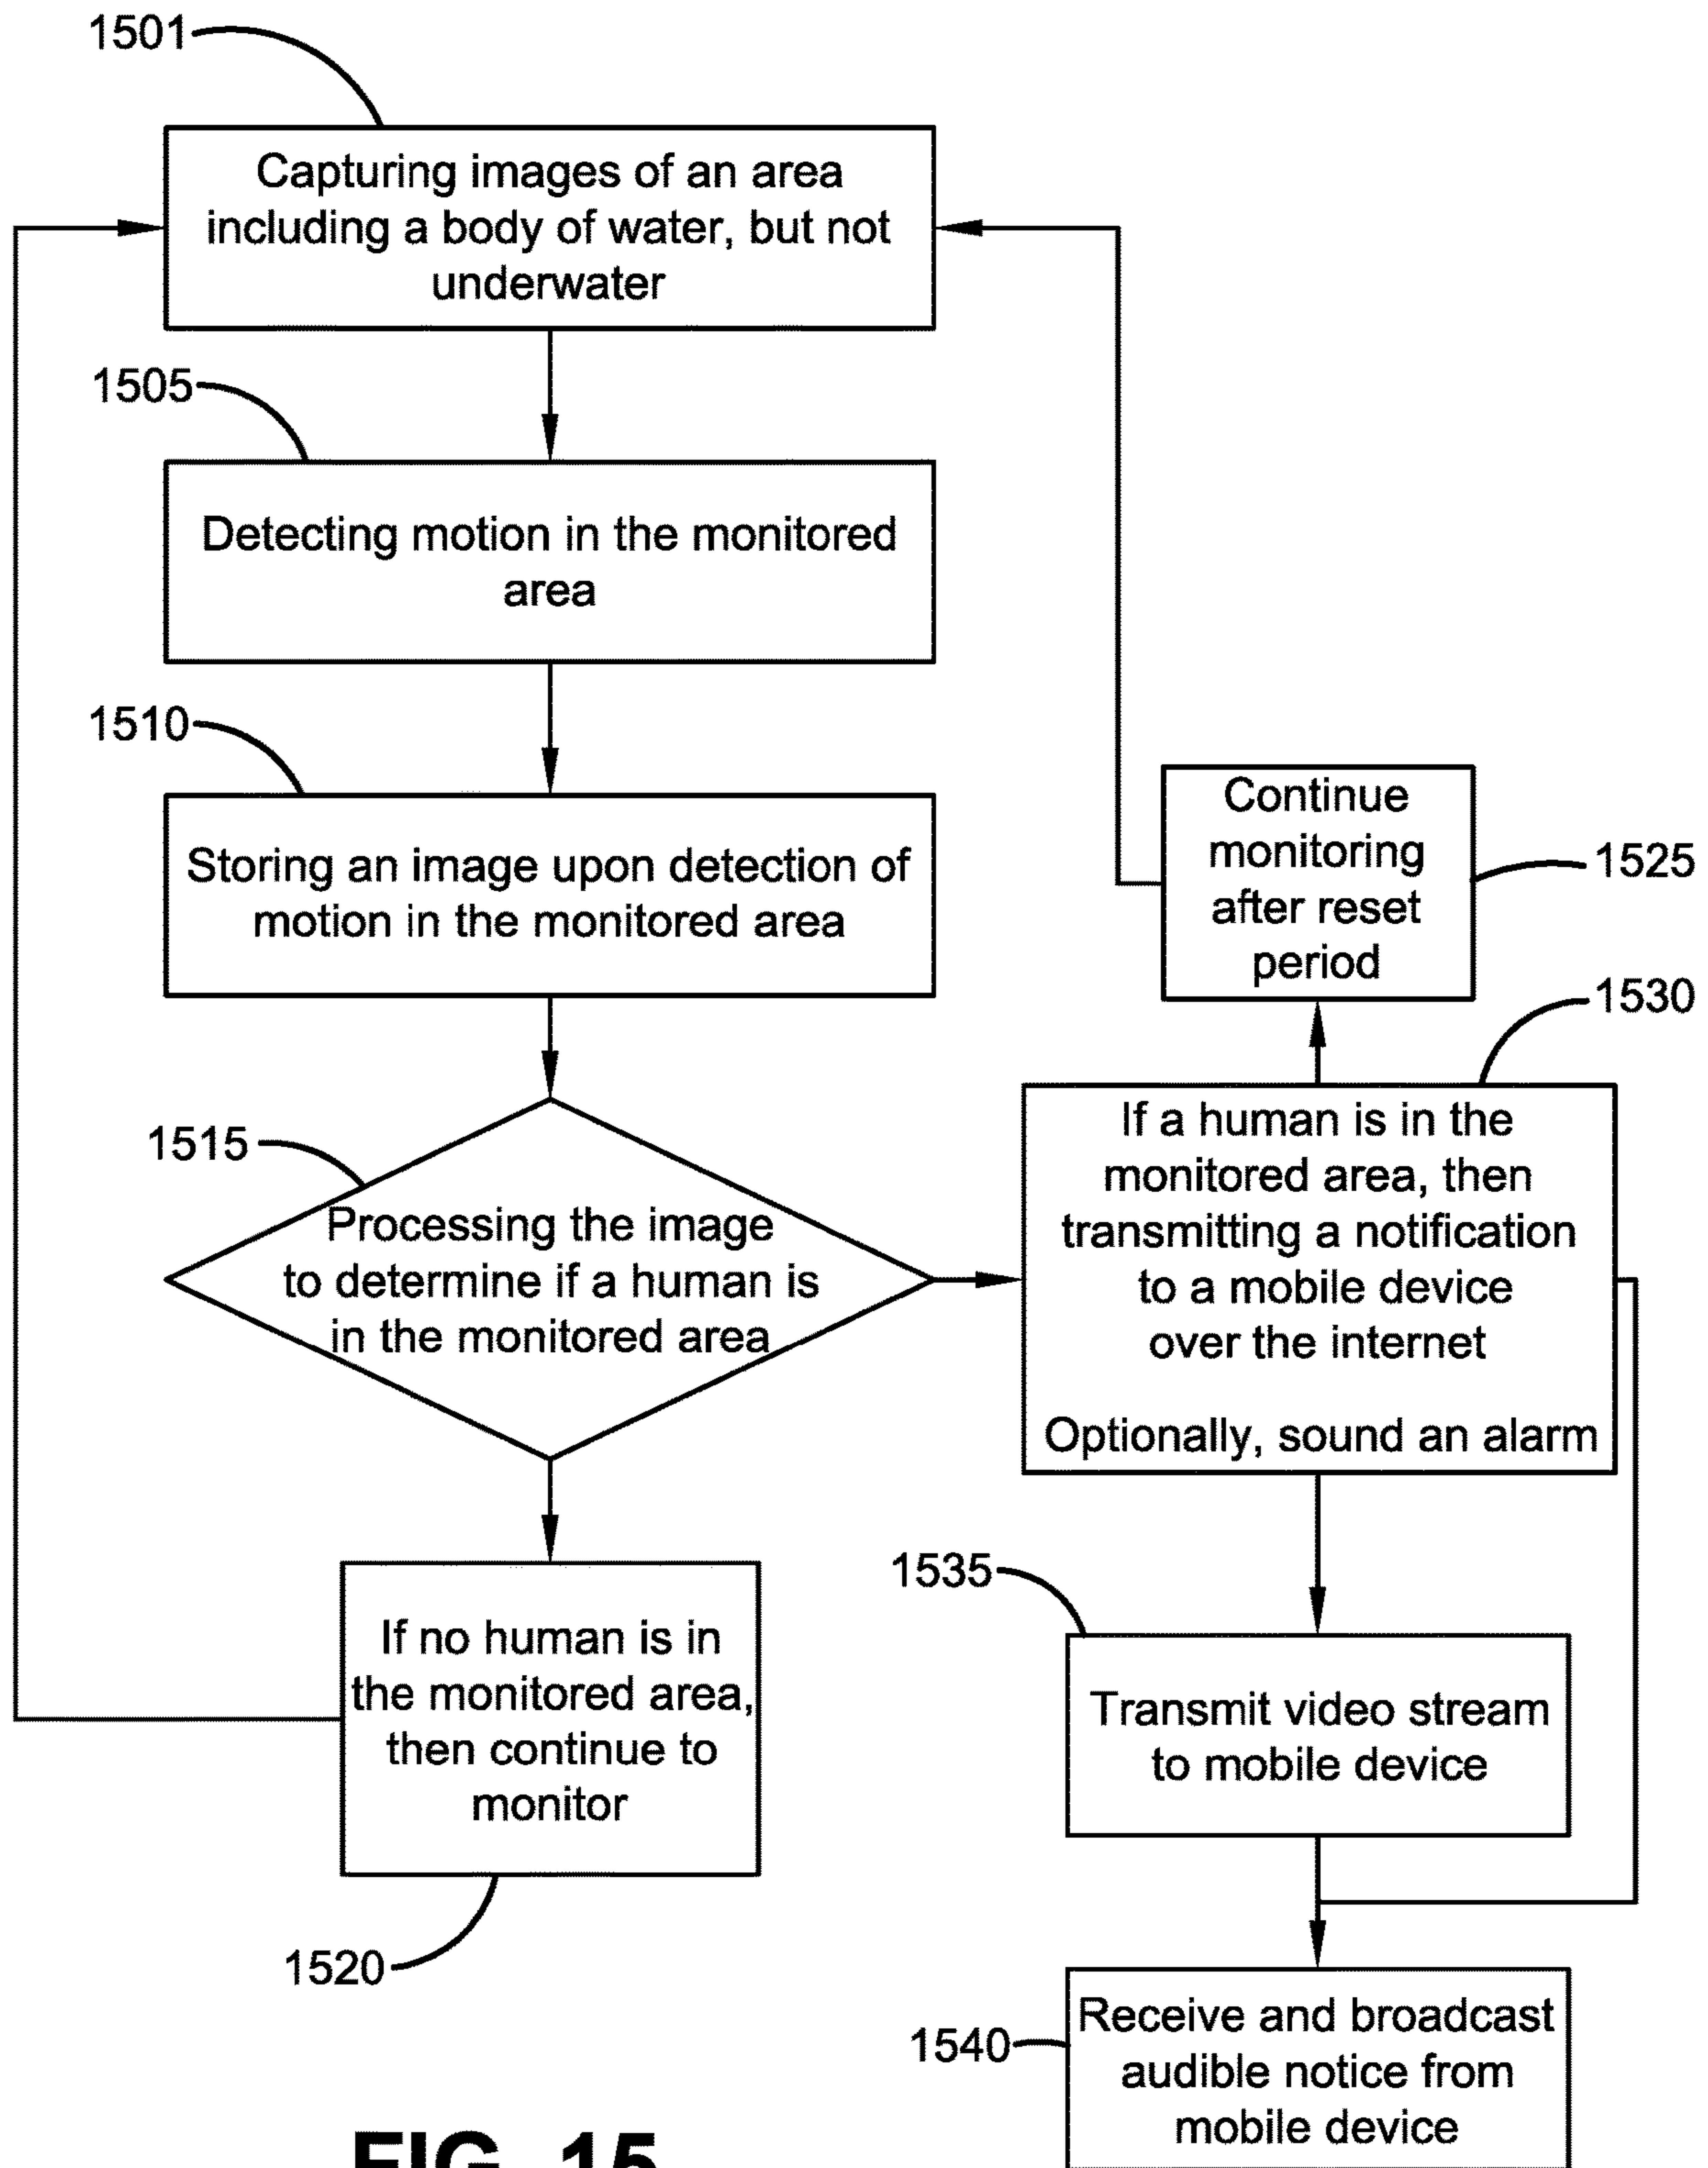 1501
Capturing images of an area
including a body of water, but not
underwater
1505
Detecting motion in the monitored
area
1510
Storing an image upon detection of
motion in the monitored area
Continue
monitoring
after reset
period
1525
1530
1515
Processing the image
to determine if a human is
in the monitored area
If a human is in the
monitored area, then
transmitting a notification
to a mobile device
over the internet
Optionally, sound an alarm
1535
If no human is in
the monitored area,
then continue to
monitor
Transmit video stream
to mobile device
1520
1540
Receive and broadcast
audible notice from
mobile device
FIG. 15